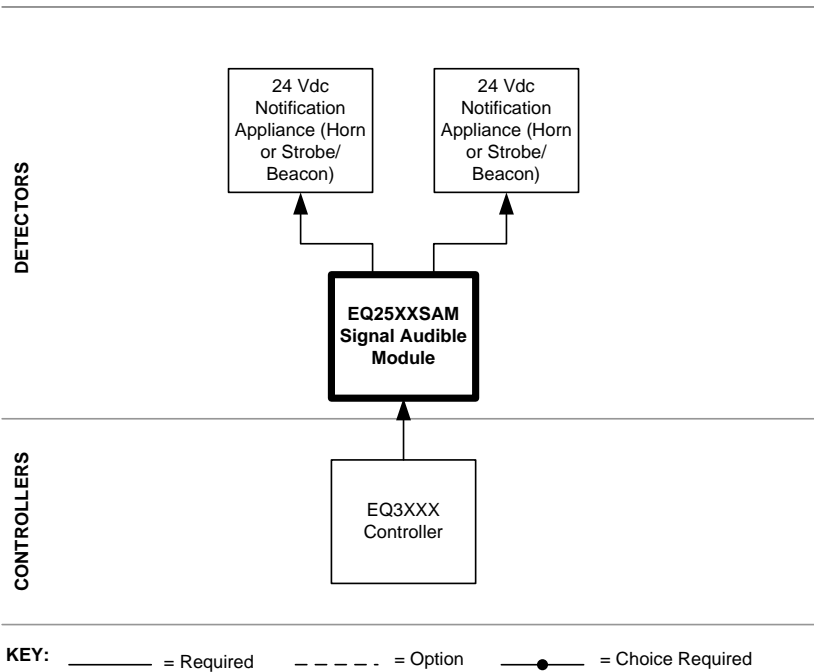 DETECTORS
24 Vdc
Notification
Appliance (Horn
or Strobe/
Beacon)
24 Vdc
Notification
Appliance (Horn
or Strobe/
Beacon)
EQ25XXSAM
Signal Audible
Module
CONTROLLERS
EQ3XXX
Controller
KEY: = Required = Option = Choice Required